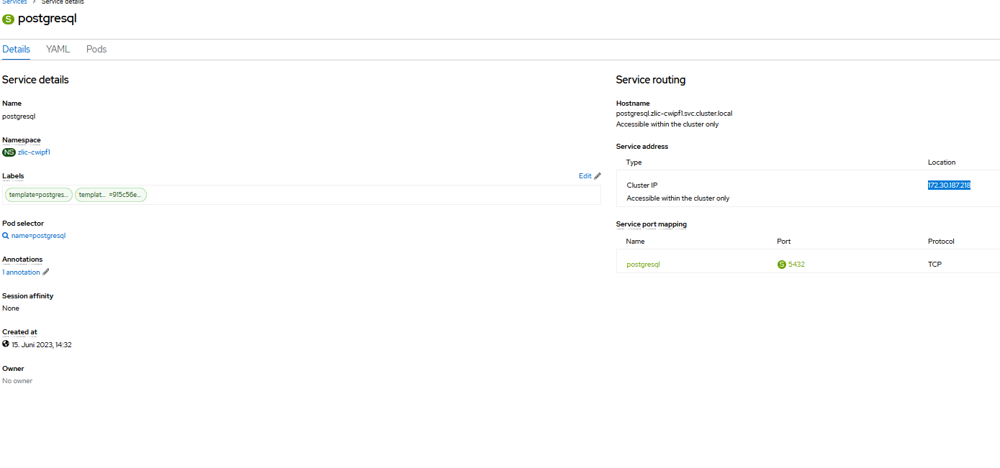 Services > Service details
S postgresql
Details YAML Pods
Service details
Name
postgresql
Namespace
NS zlic-cwipf1
Labels
Edit
template=postgres... templat... =915c56e...
Pod selector
name=postgresql
Annotations
1 annotation
Session affinity
None
Created at
15. Juni 2023, 14:32
Owner
No owner
Service routing
Hostname
postgresql.zlic-cwipf1.svc.cluster.local
Accessible within the cluster only
Service address
Type Location
Cluster IP 172.30.187.218
Accessible within the cluster only
Service port mapping
Name Port Protocol
postgresql S 5432 TCP